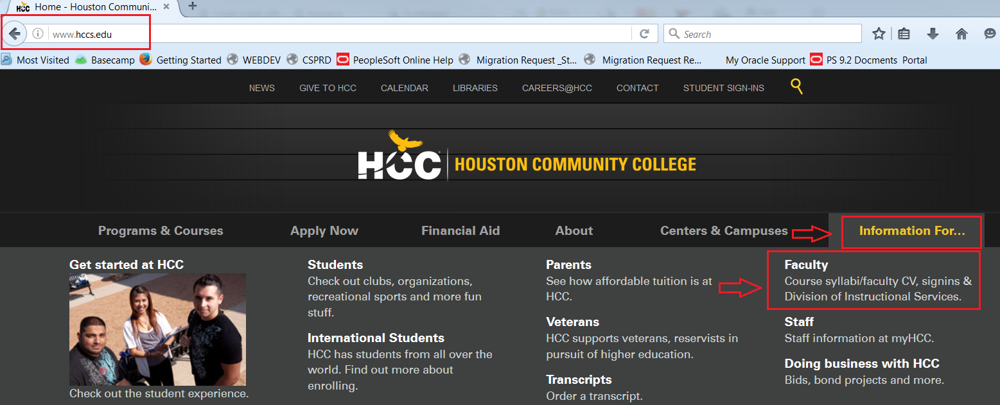 HCC Home - Houston Communi...
www.hccs.edu
Search
Most Visited Basecamp Getting Started WEBDEV CSPRD PeopleSoft Online Help Migration Request _St... Migration Request Re... My Oracle Support PS 9.2 Docments Portal
NEWS GIVE TO HCC CALENDAR LIBRARIES CAREERS@HCC CONTACT STUDENT SIGN-INS
HCC HOUSTON COMMUNITY COLLEGE
Programs & Courses Apply Now Financial Aid About Centers & Campuses Information For...
Get started at HCC
Check out the student experience.
Students
Check out clubs, organizations,
recreational sports and more fun
stuff.
International Students
HCC has students from all over the
world. Find out more about
enrolling.
Parents
See how affordable tuition is at
HCC.
Veterans
HCC supports veterans, reservists in
pursuit of higher education.
Transcripts
Order a transcript.
Faculty
Course syllabi/faculty CV, signins &
Division of Instructional Services.
Staff
Staff information at myHCC.
Doing business with HCC
Bids, bond projects and more.